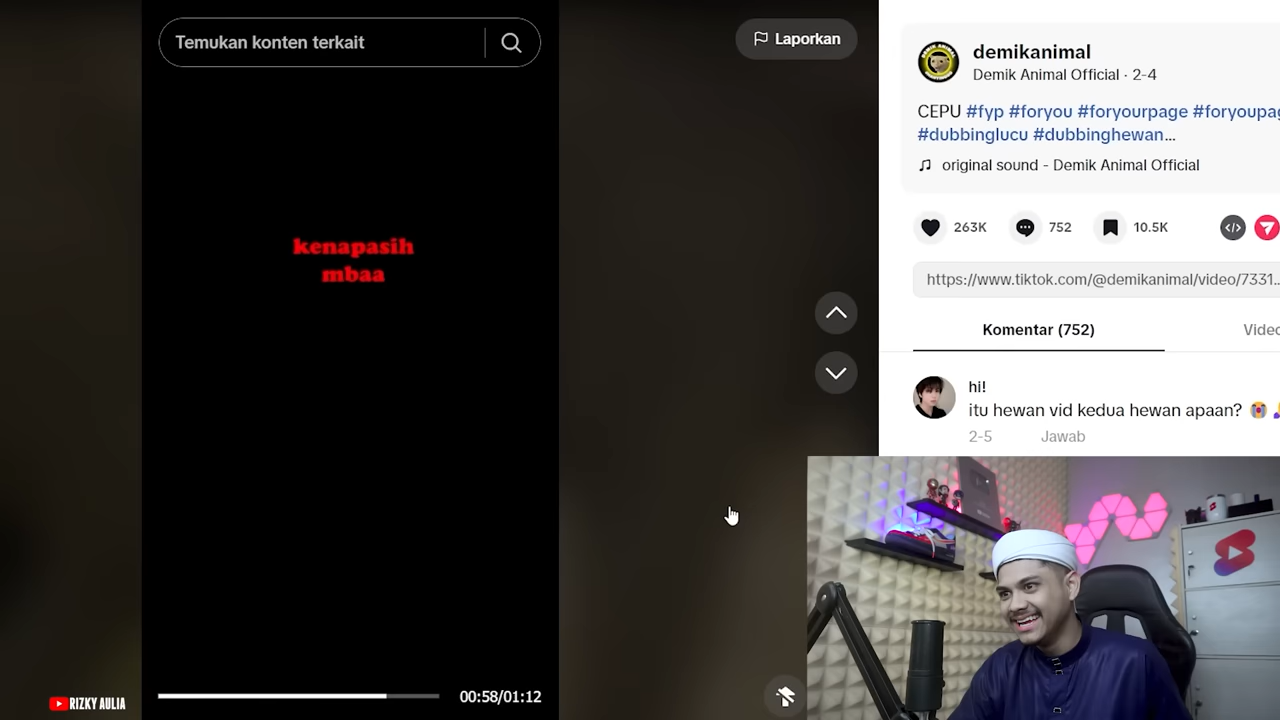 Temukan konten terkait
Laporkan
kenapasih
mbaa
00:58/01:12
RIZKY AULIA
demikanimal
Demik Animal Official · 2-4
CEPU #fyp #foryou #foryourpage #foryoupag
#dubbinglucu #dubbinghewan...
original sound - Demik Animal Official
263K
752
10.5K
https://www.tiktok.com/@demikanimal/video/7331...
Komentar (752)
Video
hi!
itu hewan vid kedua hewan apaan? 😭
2-5 Jawab